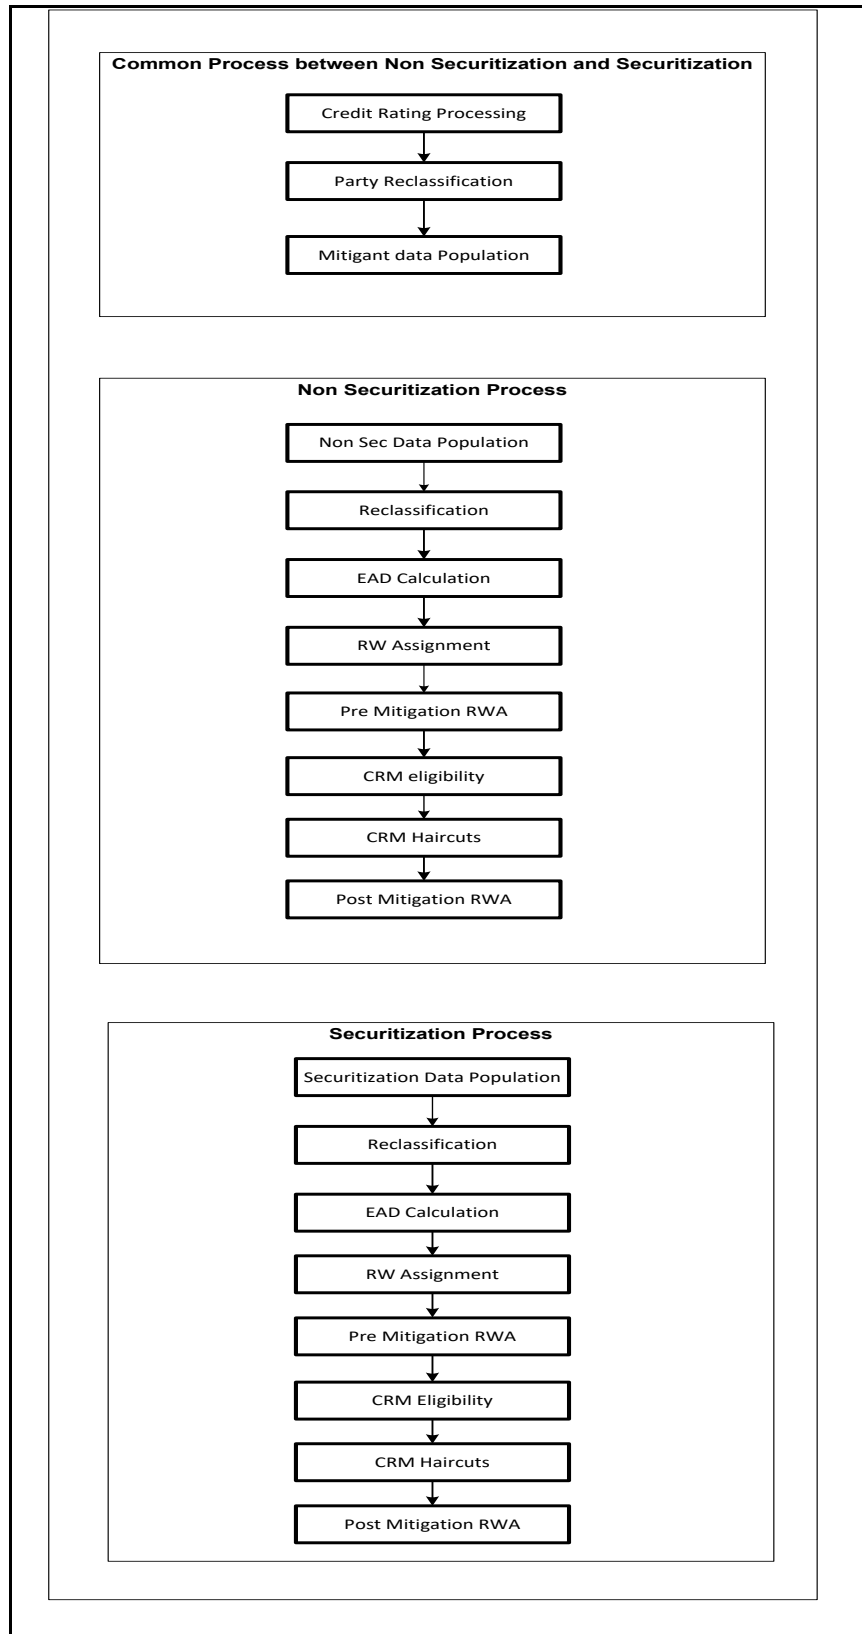 Common Process between Non Securitization and Securitization
Credit Rating Processing
Party Reclassification
Mitigant data Population
Non Securitization Process
Non Sec Data Population
Reclassification
EAD Calculation
RW Assignment
Pre Mitigation RWA
CRM eligibility
CRM Haircuts
Post Mitigation RWA
Securitization Process
Securitization Data Population
Reclassification
EAD Calculation
RW Assignment
Pre Mitigation RWA
CRM Eligibility
CRM Haircuts
Post Mitigation RWA